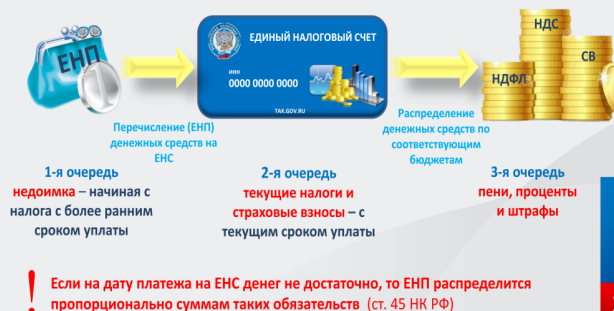 ЕНП
ЕДИНЫЙ НАЛОГОВЫЙ СЧЕТ
ИНН
0000 0000 0000
TAX.GOV.RU
НДС
СВ
НДФЛ
Перечисление (ЕНП)
денежных средств на
ЕНС
Распределение
денежных средств по
соответствующим
бюджетам
1-я очередь
недоимка – начиная с
налога с более ранним
сроком уплаты
2-я очередь
текущие налоги и
страховые взносы – с
текущим сроком уплаты
3-я очередь
пени, проценты
и штрафы
! Если на дату платежа на ЕНС денег не достаточно, то ЕНП распределится
пропорционально суммам таких обязательств (ст. 45 НК РФ)